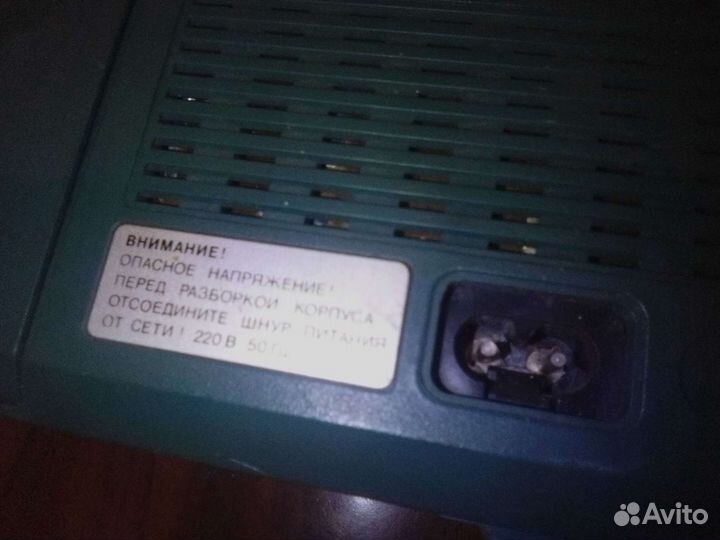 ВНИМАНИЕ!
ОПАСНОЕ НАПРЯЖЕНИЕ!
ПЕРЕД РАЗБОРКОЙ КОРПУСА
ОТСОЕДИНИТЕ ШНУР ПИТАНИЯ
ОТ СЕТИ! 220 В 50 Гц
Avito